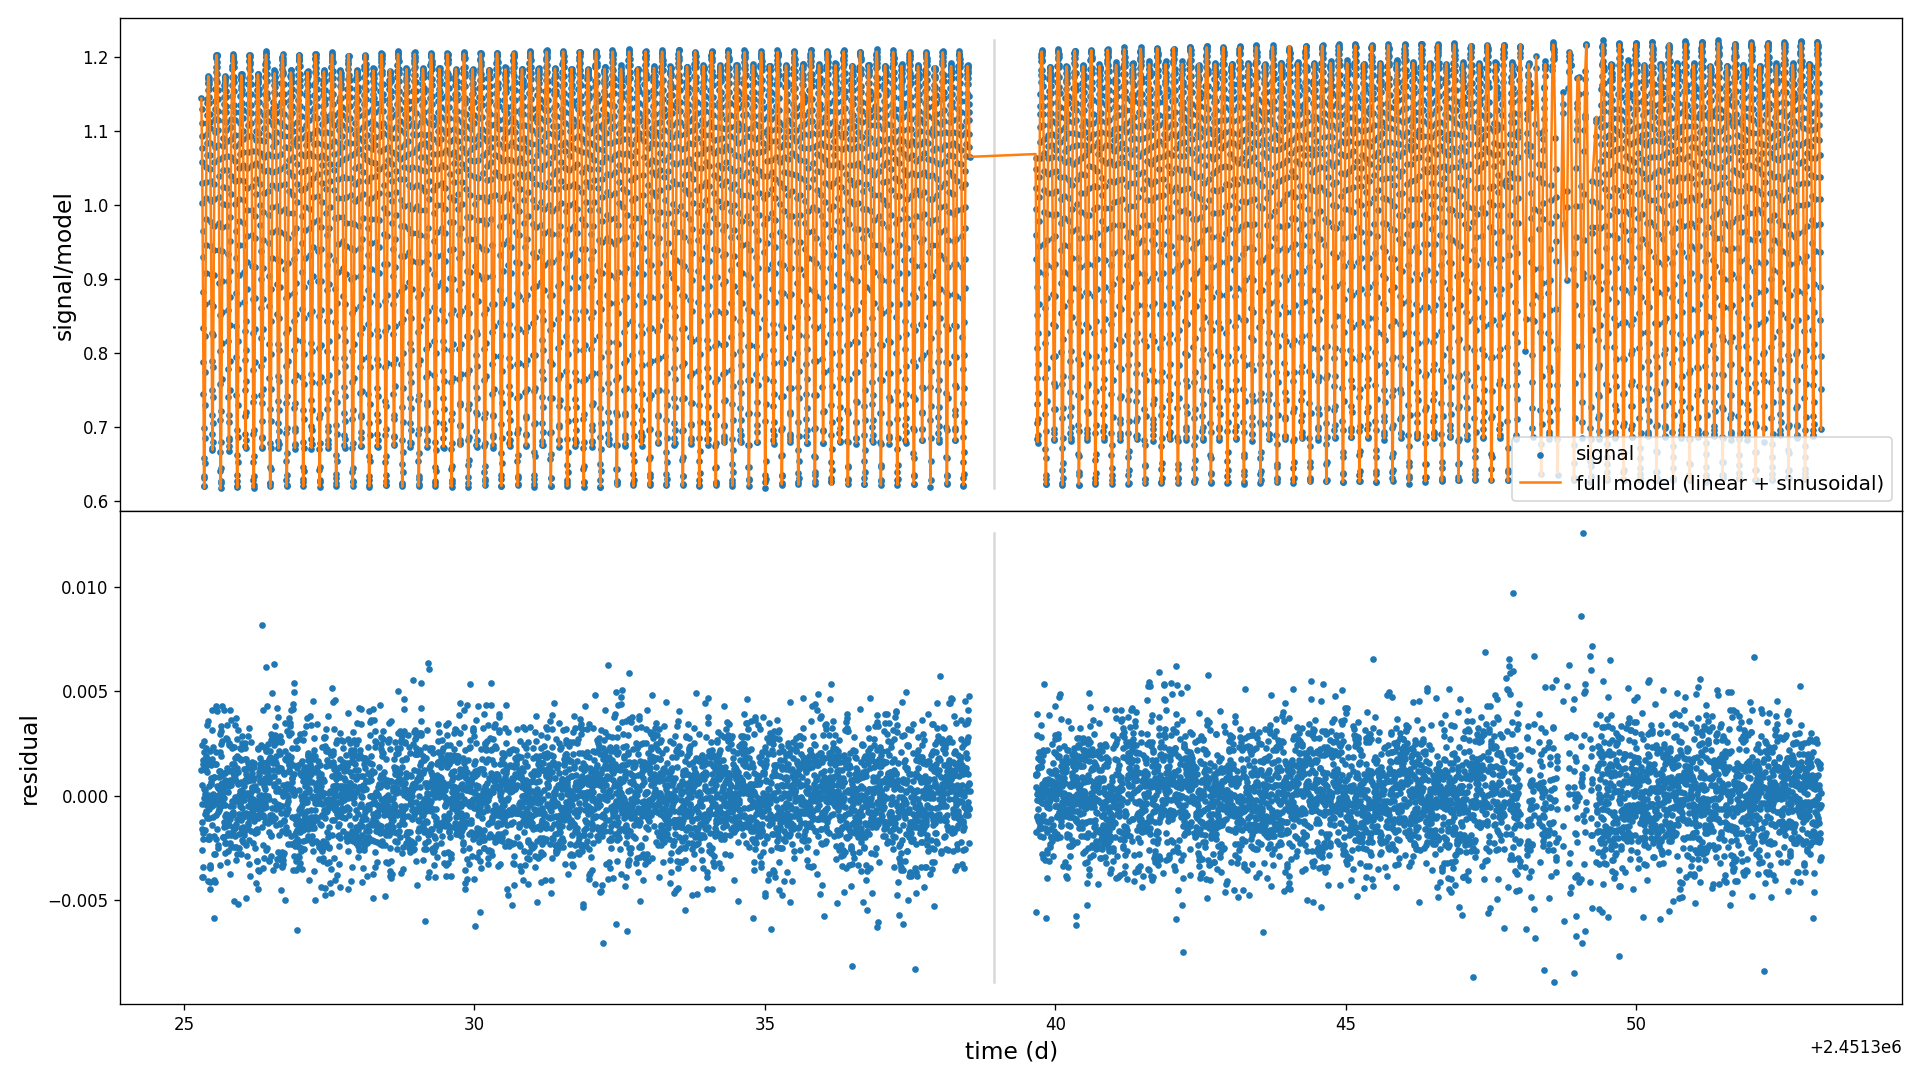 signal/model
1.2
1.1
1.0
0.9
0.8
0.7
0.6
signal
full model (linear + sinusoidal)
residual
0.010
0.005
0.000
−0.005
25
30
35
40
45
50
time (d)
+2.4513e6